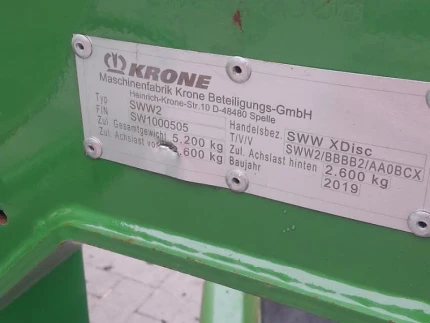 KRONE
Maschinenfabrik Krone Beteiligungs-GmbH
Heinrich-Krone-Str.10 D-48480 Spelle
Typ SWW2 Handelsbez. SWW XDisc
FIN SW1000505 T/V/V SWW2/BBBB2/AA0BCX
Zul. Gesamtgewicht 5.200 kg Zul. Achslast hinten 2.600 kg
Zul. Achslast .600 kg Baujahr 2019